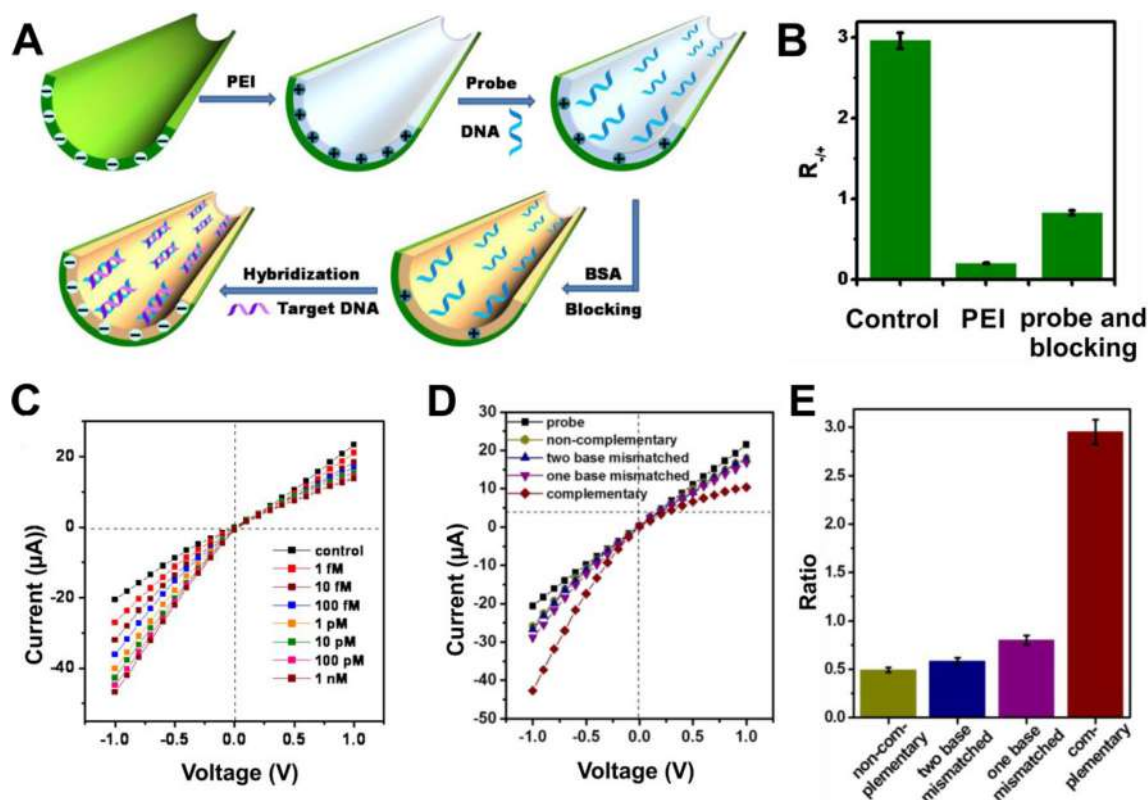 A
PEI
Probe
DNA
BSA
Blocking
Hybridization
Target DNA
B
R-/+
3
2
1
0
Control
PEI
probe and
blocking
C
Current (µA))
20
0
-20
-40
control
1 fM
10 fM
100 fM
1 pM
10 pM
100 pM
1 nM
-1.0 -0.5 0.0 0.5 1.0
Voltage (V)
D
Current (µA)
30
20
10
0
-10
-20
-30
-40
-50
probe
non-complementary
two base mismatched
one base mismatched
complementary
-1.0 -0.5 0.0 0.5 1.0
Voltage (V)
E
Ratio
3.0
2.5
2.0
1.5
1.0
0.5
0.0
non-com-
plementary
two base
mismatched
one base
mismatched
com-
plementary